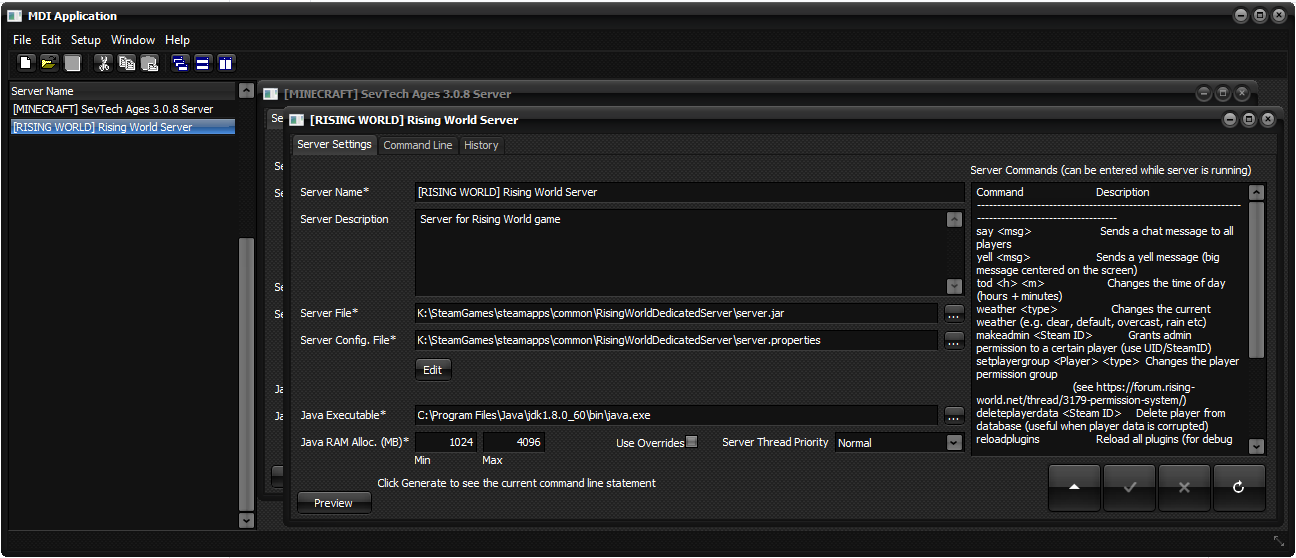 MDI Application
File Edit Setup Window Help
Server Name
[MINECRAFT] SevTech Ages 3.0.8 Server
[RISING WORLD] Rising World Server
[MINECRAFT] SevTech Ages 3.0.8 Server
Se
Se
Se
Se
Se
Ja
Ja
[RISING WORLD] Rising World Server
Server Settings Command Line History
Server Name* [RISING WORLD] Rising World Server
Server Description Server for Rising World game
Server File* K:\SteamGames\steamapps\common\RisingWorldDedicatedServer\server.jar ...
Server Config. File* K:\SteamGames\steamapps\common\RisingWorldDedicatedServer\server.properties ...
Edit
Java Executable* C:\Program Files\Java\jdk1.8.0_60\bin\java.exe ...
Java RAM Alloc. (MB)* 1024 4096 Use Overrides Server Thread Priority Normal
Min Max
Click Generate to see the current command line statement
Preview
Server Commands (can be entered while server is running)
Command Description
------------------------------------------------------------------
-----------------------------------
say <msg> Sends a chat message to all
players
yell <msg> Sends a yell message (big
message centered on the screen)
tod <h> <m> Changes the time of day
(hours + minutes)
weather <type> Changes the current
weather (e.g. clear, default, overcast, rain etc)
makeadmin <Steam ID> Grants admin
permission to a certain player (use UID/SteamID)
setplayergroup <Player> <type> Changes the player
permission group
(see https://forum.rising-
world.net/thread/3179-permission-system/)
deleteplayerdata <Steam ID> Delete player from
database (useful when player data is corrupted)
reloadplugins Reload all plugins (for debug